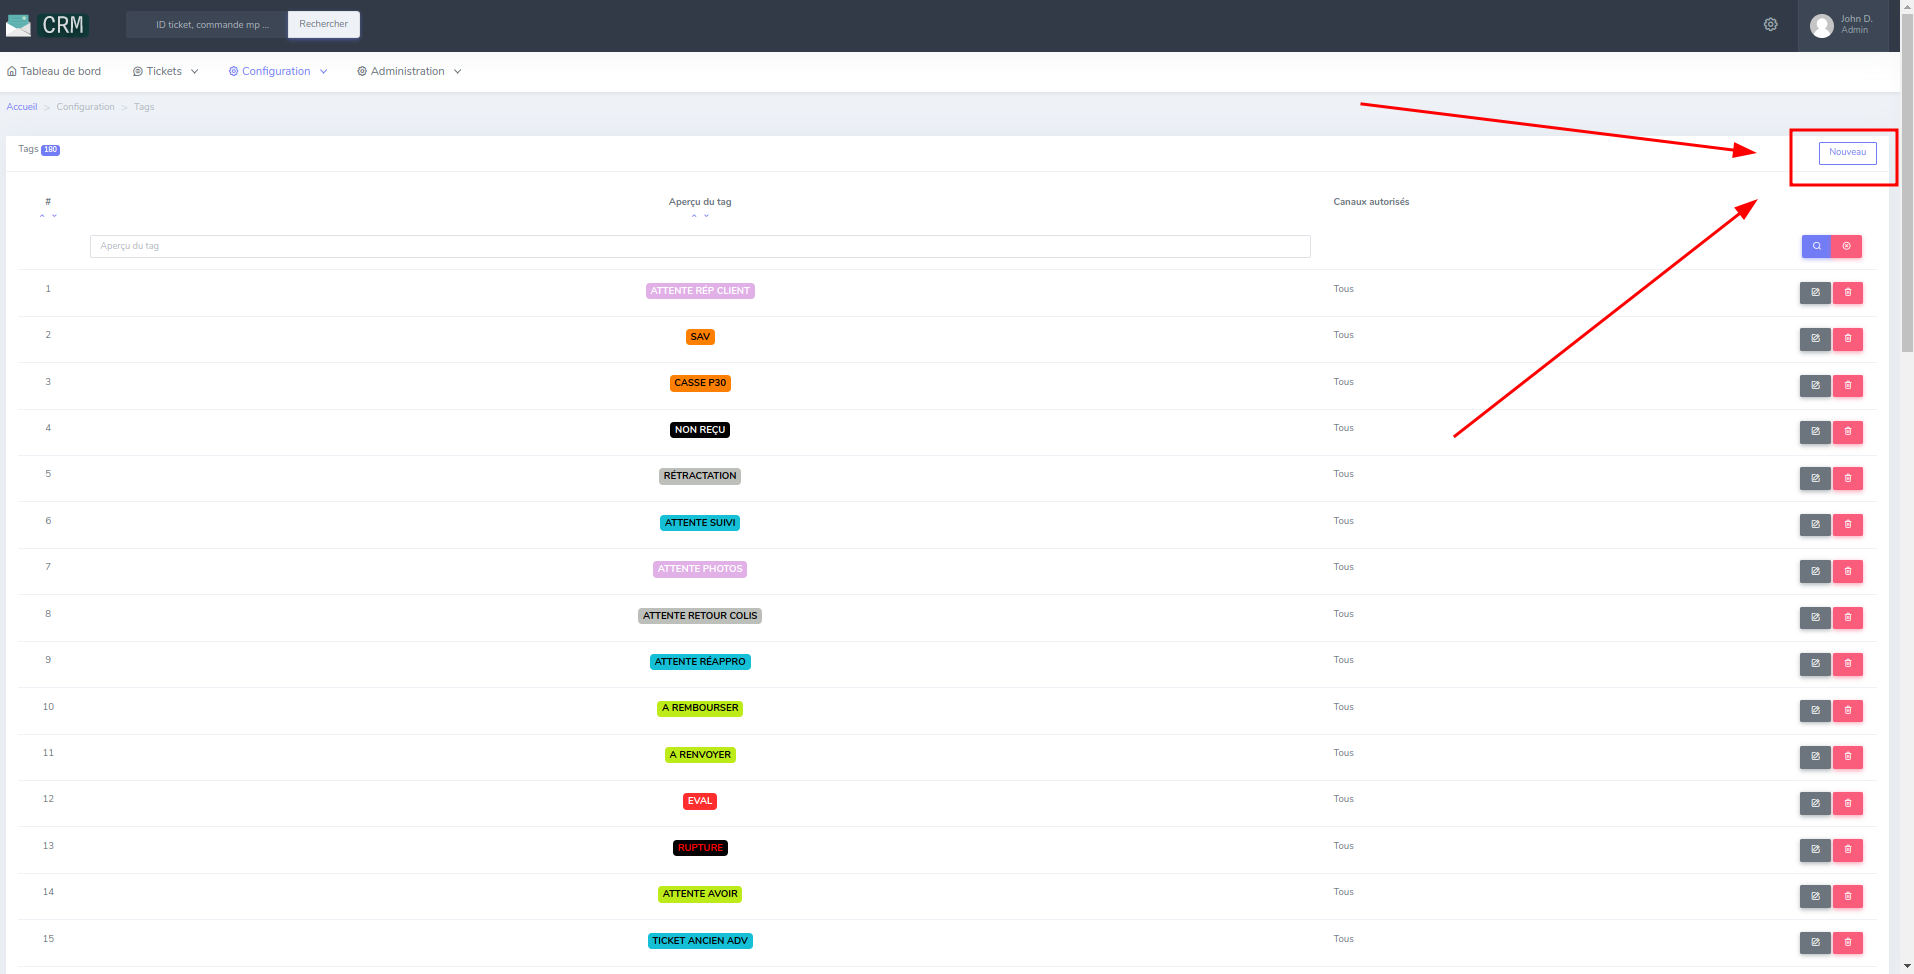 CRM
ID ticket, commande mp ...
Rechercher
John D.
Admin
Tableau de bord
Tickets
Configuration
Administration
Accueil > Configuration > Tags
Tags 180
Nouveau
#
Aperçu du tag
Canaux autorisés
Aperçu du tag
1 ATTENTE RÉP CLIENT Tous
2 SAV Tous
3 CASSE P30 Tous
4 NON REÇU Tous
5 RÉTRACTATION Tous
6 ATTENTE SUIVI Tous
7 ATTENTE PHOTOS Tous
8 ATTENTE RETOUR COLIS Tous
9 ATTENTE RÉAPPRO Tous
10 A REMBOURSER Tous
11 A RENVOYER Tous
12 EVAL Tous
13 RUPTURE Tous
14 ATTENTE AVOIR Tous
15 TICKET ANCIEN ADV Tous